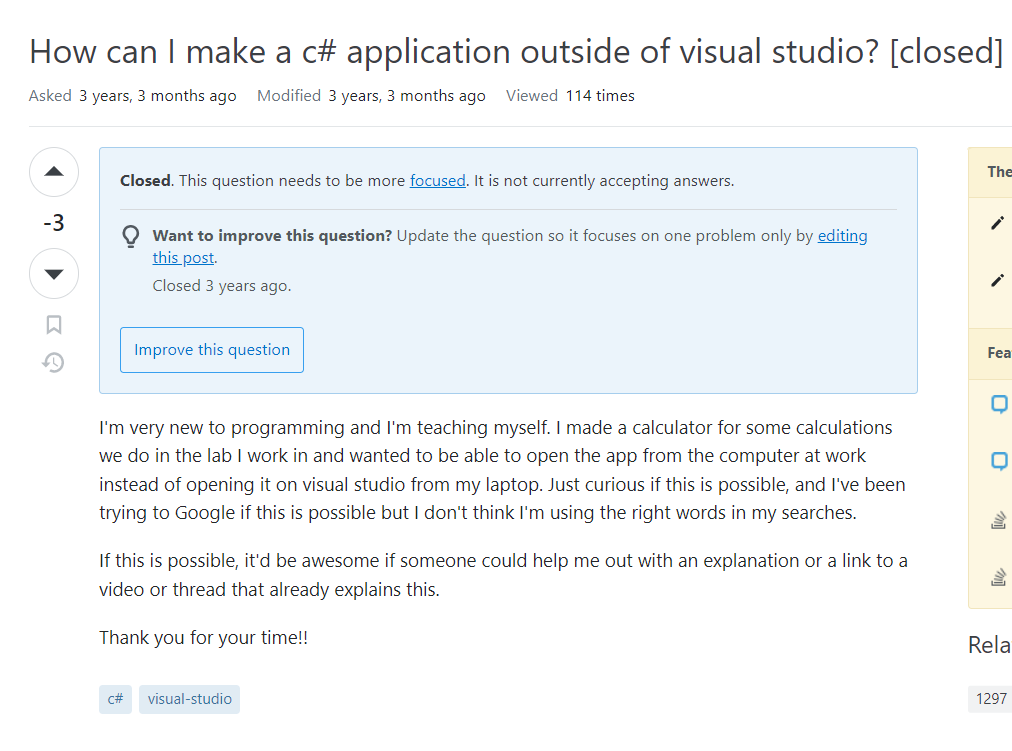 How can I make a c# application outside of visual studio? [closed]
Asked 3 years, 3 months ago Modified 3 years, 3 months ago Viewed 114 times
Closed. This question needs to be more focused. It is not currently accepting answers.
-3
Want to improve this question? Update the question so it focuses on one problem only by editing
this post.
Closed 3 years ago.
Improve this question
I'm very new to programming and I'm teaching myself. I made a calculator for some calculations
we do in the lab I work in and wanted to be able to open the app from the computer at work
instead of opening it on visual studio from my laptop. Just curious if this is possible, and I've been
trying to Google if this is possible but I don't think I'm using the right words in my searches.
If this is possible, it'd be awesome if someone could help me out with an explanation or a link to a
video or thread that already explains this.
Thank you for your time!!
c# visual-studio
The
Fea
Rela
1297